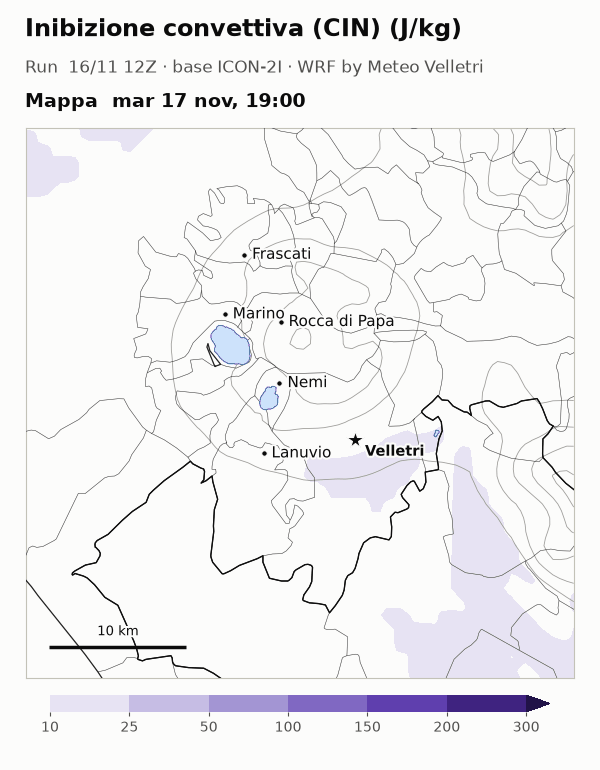 Inibizione convettiva (CIN) (J/kg)
Run  16/11 12Z · base ICON-2I · WRF by Meteo Velletri
Mappa  mar 17 nov, 19:00
Frascati
Marino
Rocca di Papa
Nemi
Velletri
Lanuvio
10 km
10 25 50 100 150 200 300